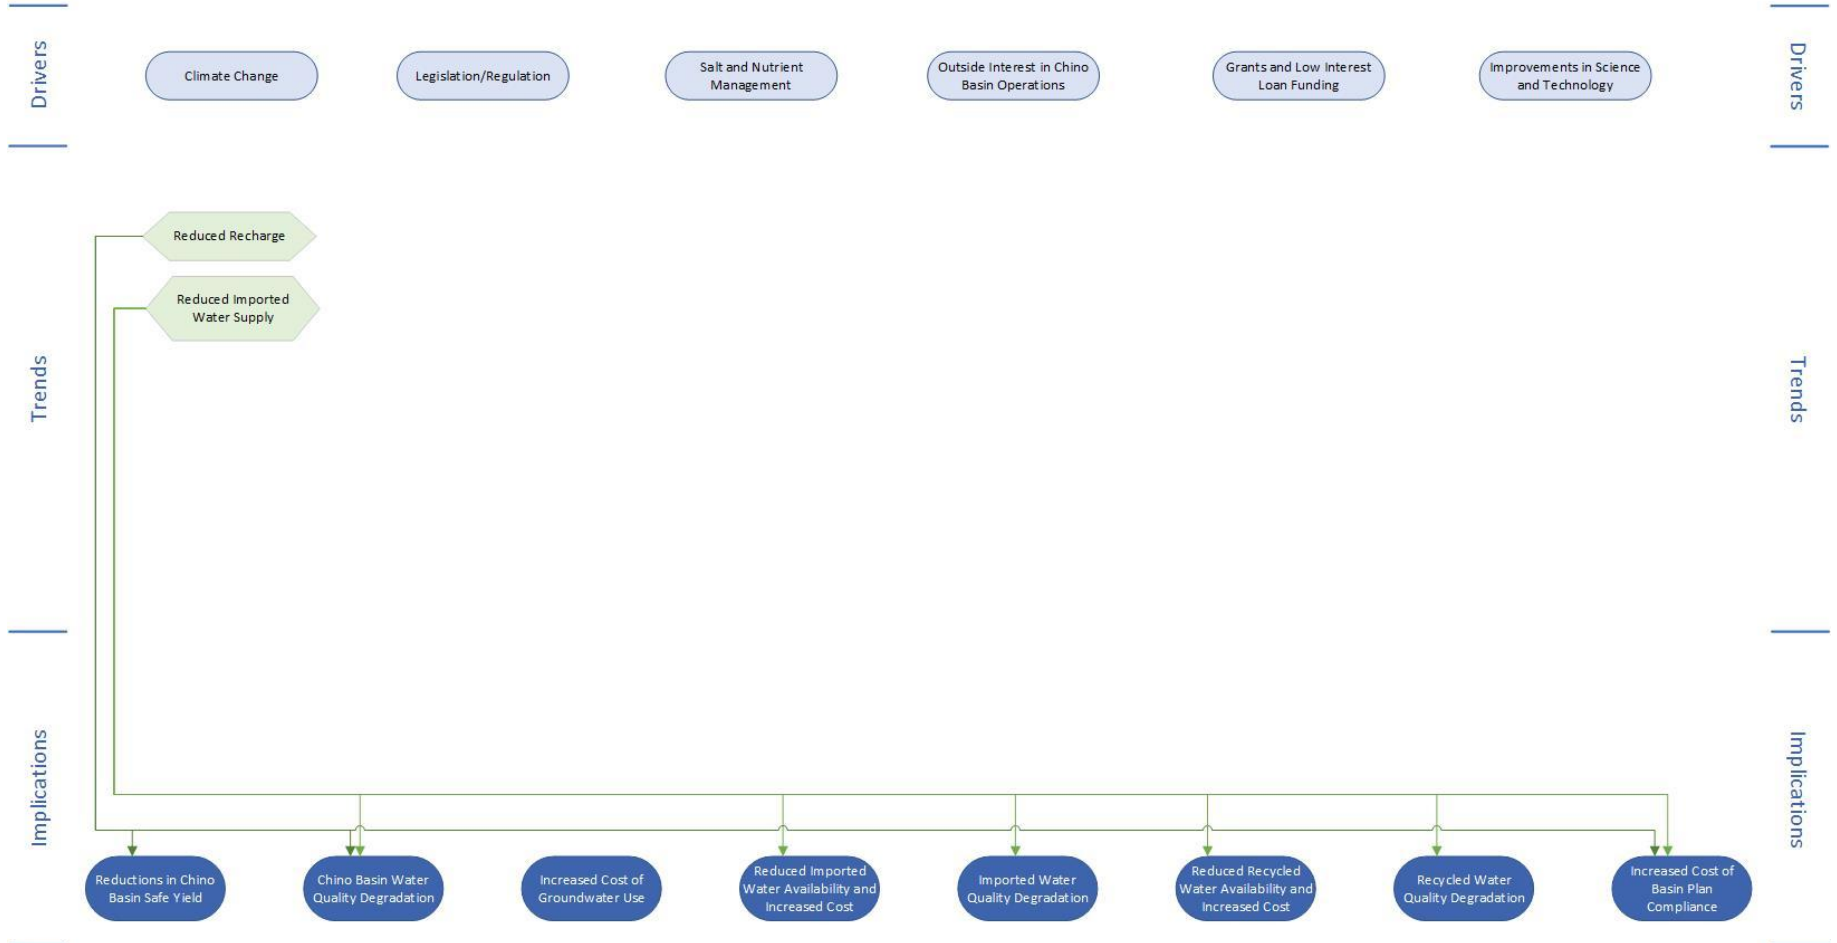 Drivers
Climate Change
Legislation/Regulation
Salt and Nutrient
Management
Outside Interest in Chino
Basin Operations
Grants and Low Interest
Loan Funding
Improvements in Science
and Technology
Drivers
Trends
Reduced Recharge
Reduced Imported
Water Supply
Trends
Implications
Reductions in Chino
Basin Safe Yield
Chino Basin Water
Quality Degradation
Increased Cost of
Groundwater Use
Reduced Imported
Water Availability and
Increased Cost
Imported Water
Quality Degradation
Reduced Recycled
Water Availability and
Increased Cost
Recycled Water
Quality Degradation
Increased Cost of
Basin Plan
Compliance
Implications